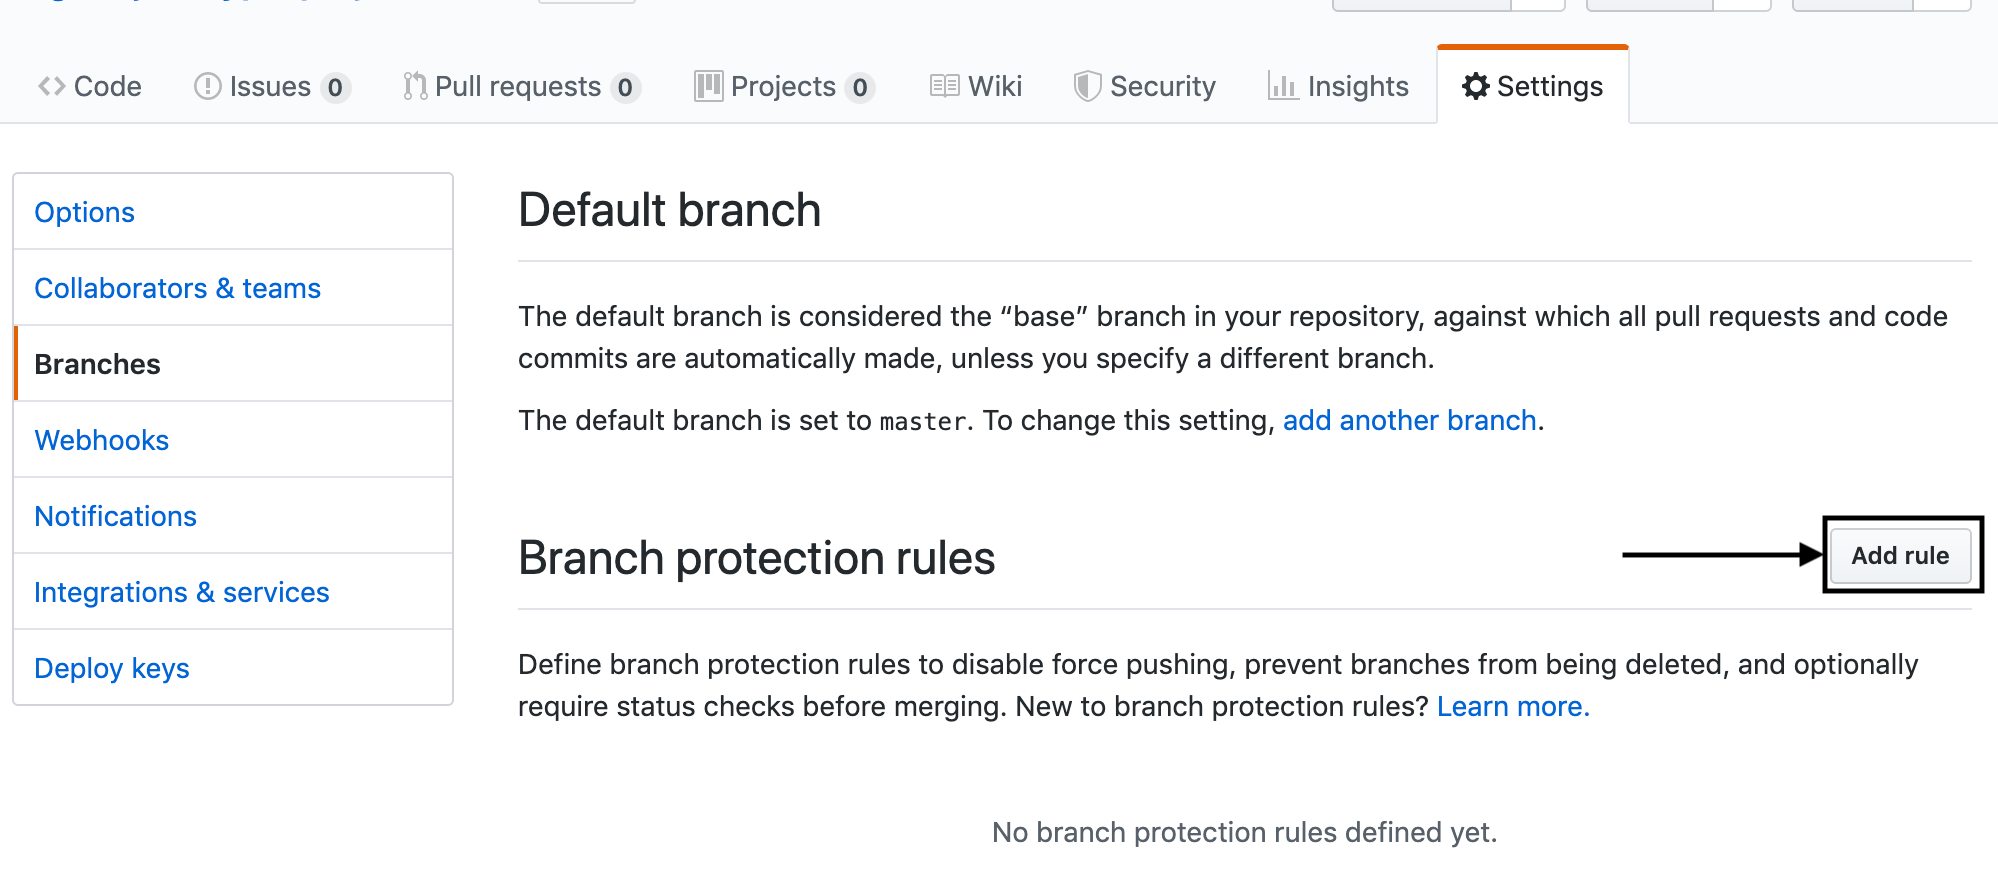 Code Issues 0 Pull requests 0 Projects 0 Wiki Security Insights Settings
Options
Collaborators & teams
Branches
Webhooks
Notifications
Integrations & services
Deploy keys
Default branch
The default branch is considered the “base” branch in your repository, against which all pull requests and code
commits are automatically made, unless you specify a different branch.
The default branch is set to master. To change this setting, add another branch.
Branch protection rules
Add rule
Define branch protection rules to disable force pushing, prevent branches from being deleted, and optionally
require status checks before merging. New to branch protection rules? Learn more.
No branch protection rules defined yet.